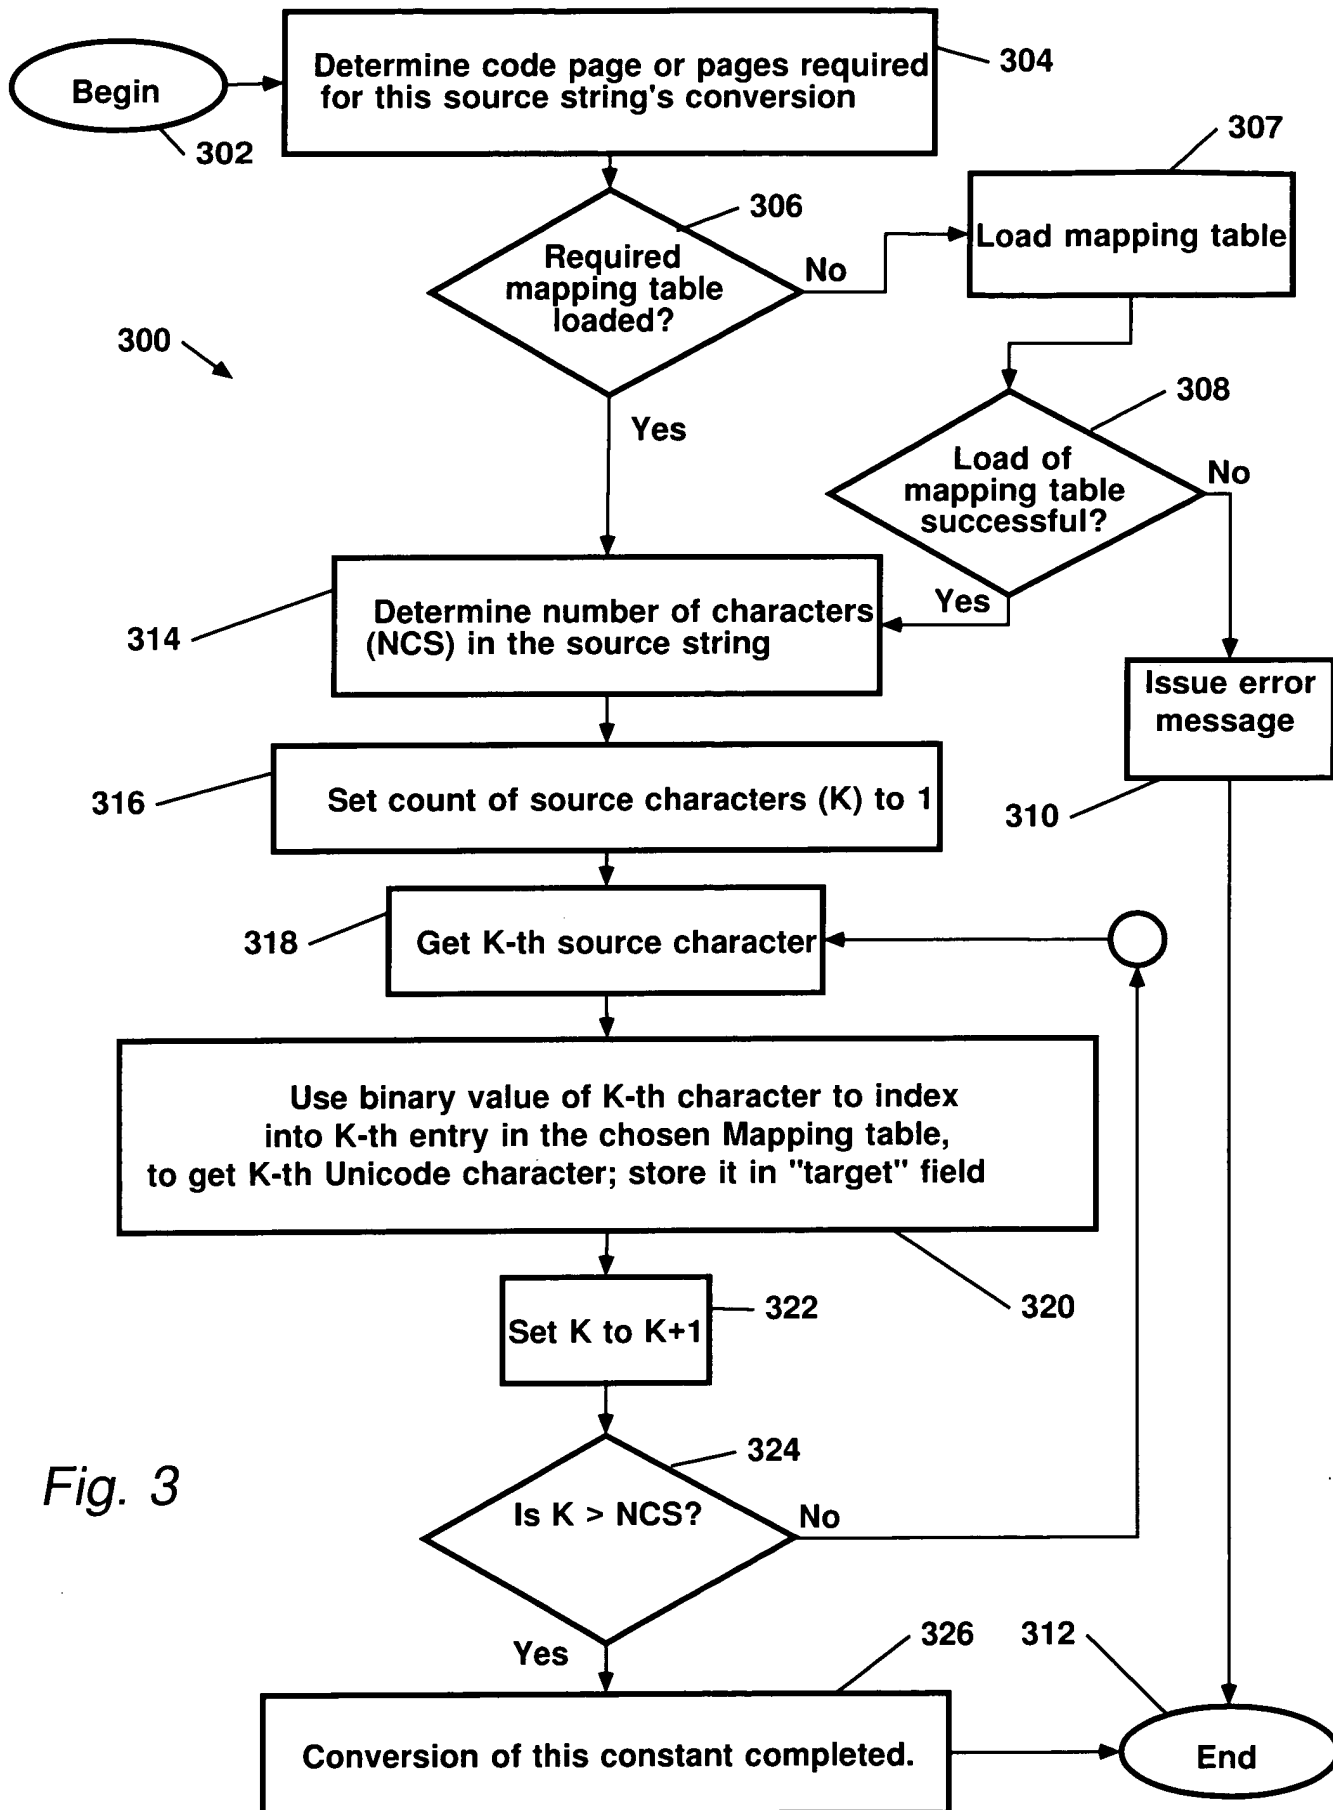 Begin
302
Determine code page or pages required
for this source string's conversion
304
307
306
Required
mapping table
loaded?
No
Load mapping table
300
Yes
308
Load of
mapping table
successful?
No
Yes
314
Determine number of characters
(NCS) in the source string
Issue error
message
310
316
Set count of source characters (K) to 1
318
Get K-th source character
Use binary value of K-th character to index
into K-th entry in the chosen Mapping table,
to get K-th Unicode character; store it in "target" field
320
322
Set K to K+1
324
Is K > NCS?
No
Yes
Fig. 3
326
312
Conversion of this constant completed.
End